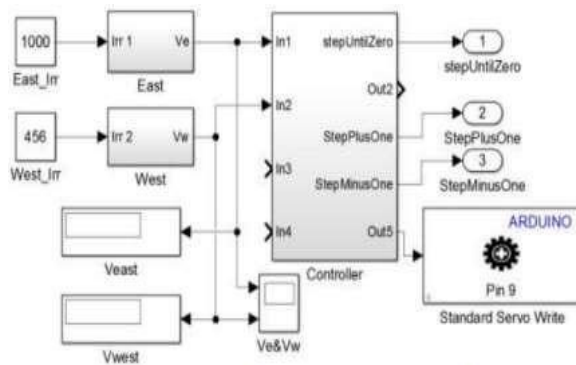 1000
East_Irr
Irr 1
Ve
East
456
West_Irr
Irr 2
Vw
West
In1
In2
In3
In4
stepUntilZero
Out2
StepPlusOne
StepMinusOne
Out5
Controller
1
stepUntilZero
2
StepPlusOne
3
StepMinusOne
Veast
Vwest
Ve&Vw
ARDUINO
Pin 9
Standard Servo Write